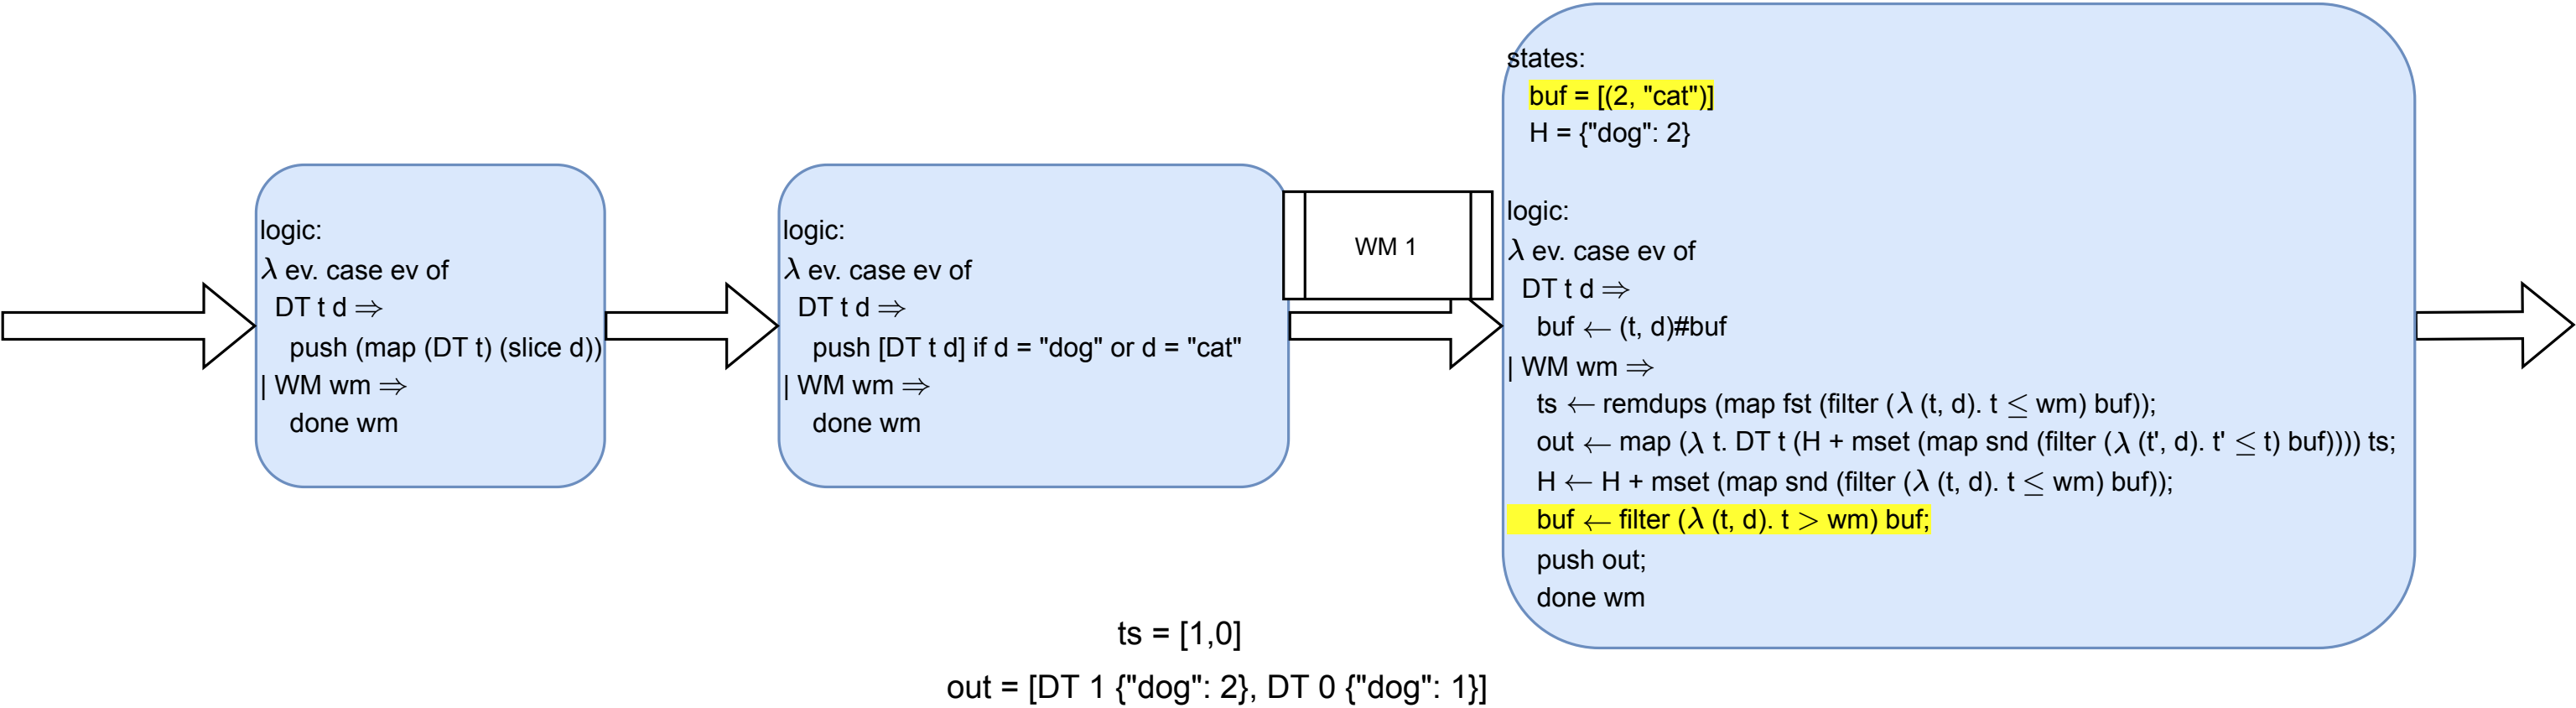 logic:
λ ev. case ev of
DT t d ⇒
push (map (DT t) (slice d))
| WM wm ⇒
done wm
logic:
λ ev. case ev of
DT t d ⇒
push [DT t d] if d = "dog" or d = "cat"
| WM wm ⇒
done wm
WM 1
states:
buf = [(2, "cat")]
H = {"dog": 2}
logic:
λ ev. case ev of
DT t d ⇒
buf ← (t, d)#buf
| WM wm ⇒
ts ← remdups (map fst (filter (λ (t, d). t ≤ wm) buf));
out ← map (λ t. DT t (H + mset (map snd (filter (λ (t', d). t' ≤ t) buf)))) ts;
H ← H + mset (map snd (filter (λ (t, d). t ≤ wm) buf));
buf ← filter (λ (t, d). t > wm) buf;
push out;
done wm
ts = [1,0]
out = [DT 1 {"dog": 2}, DT 0 {"dog": 1}]